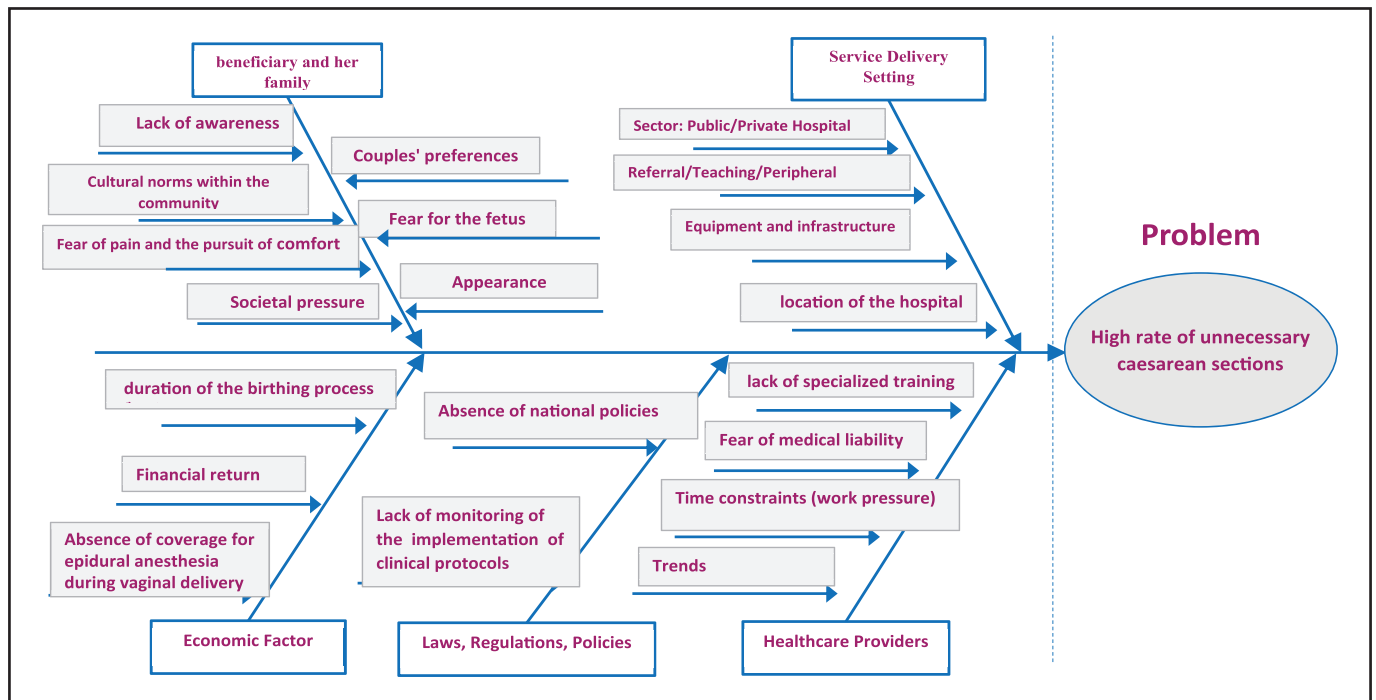 beneficiary and her
family
Lack of awareness
Couples' preferences
Cultural norms within the
community
Fear for the fetus
Fear of pain and the pursuit of comfort
Appearance
Societal pressure
Service Delivery
Setting
Sector: Public/Private Hospital
Referral/Teaching/Peripheral
Equipment and infrastructure
location of the hospital
Problem
High rate of unnecessary
caesarean sections
duration of the birthing process
Financial return
Absence of coverage for
epidural anesthesia
during vaginal delivery
Economic Factor
Absence of national policies
Lack of monitoring of
the implementation of
clinical protocols
Laws, Regulations, Policies
lack of specialized training
Fear of medical liability
Time constraints (work pressure)
Trends
Healthcare Providers